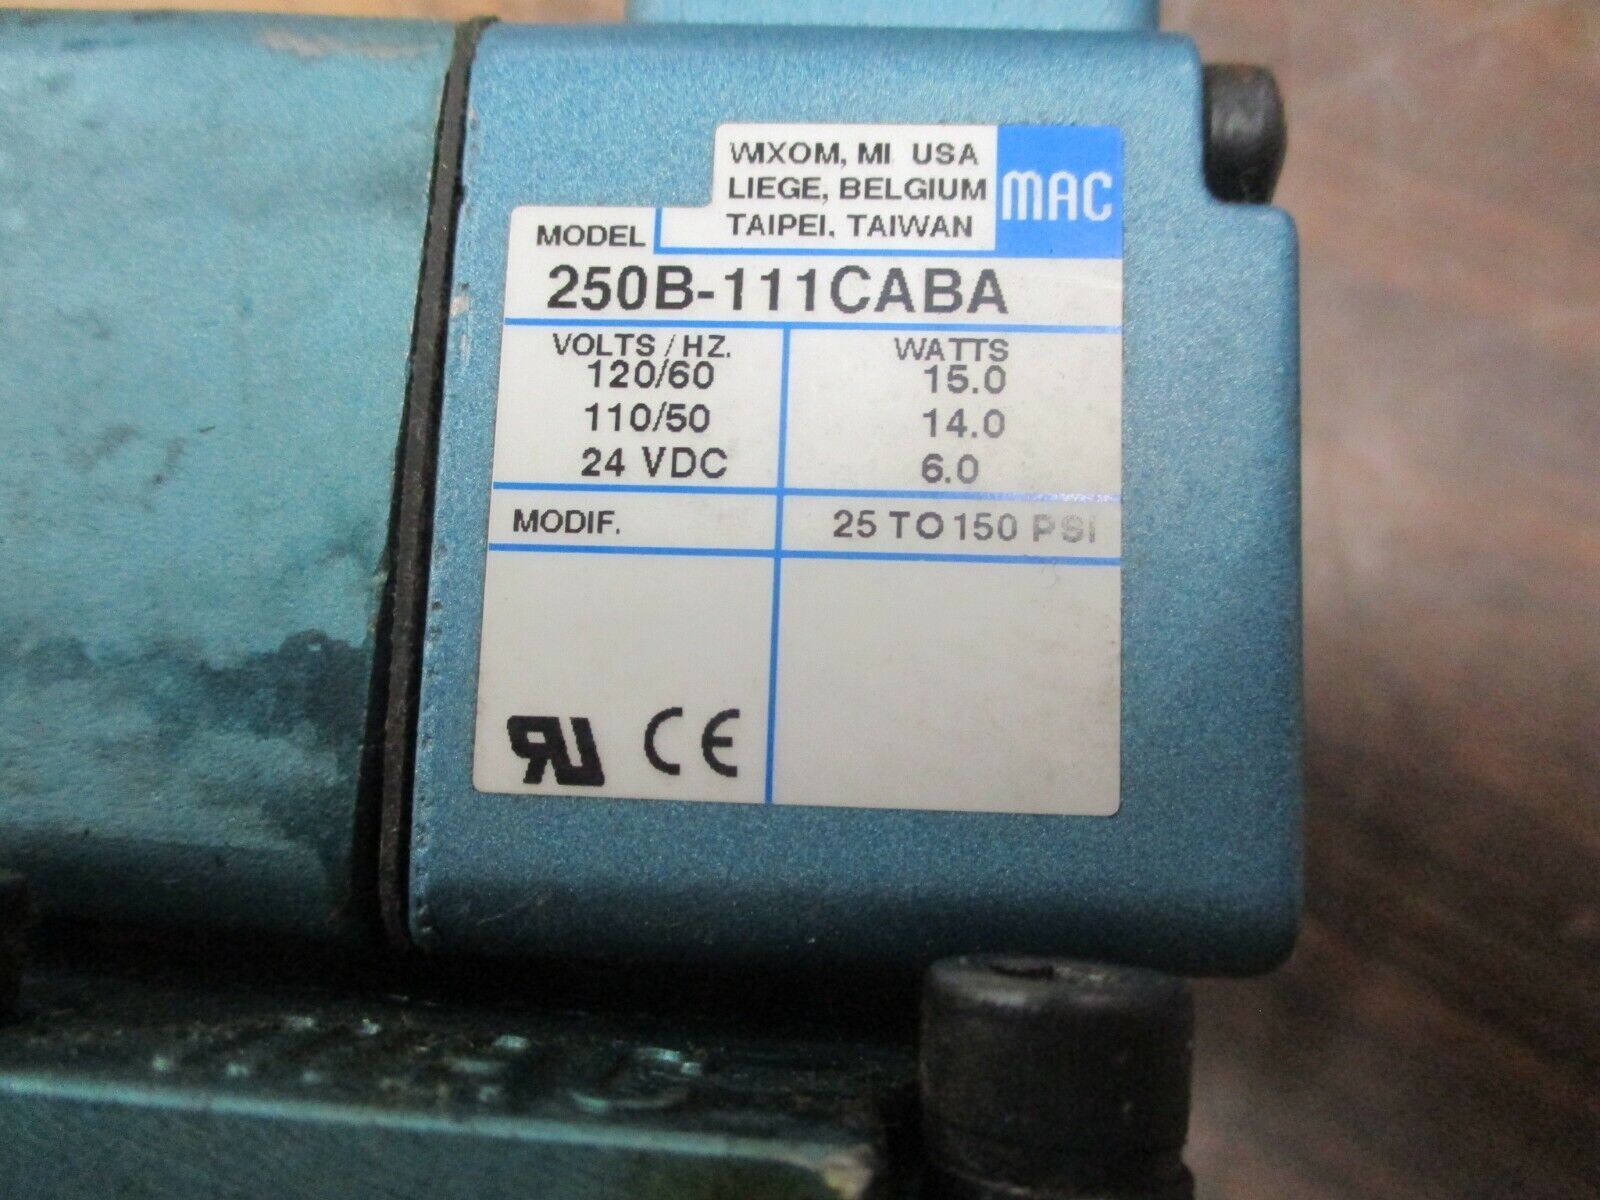 WIXOM, MI. USA
LIEGE, BELGIUM
TAIPEI, TAIWAN
MAC
MODEL
250B-111CABA
VOLTS/HZ. WATTS
120/60 15.0
110/50 14.0
24 VDC 6.0
MODIF. 25 TO 150 PSI
RU CE